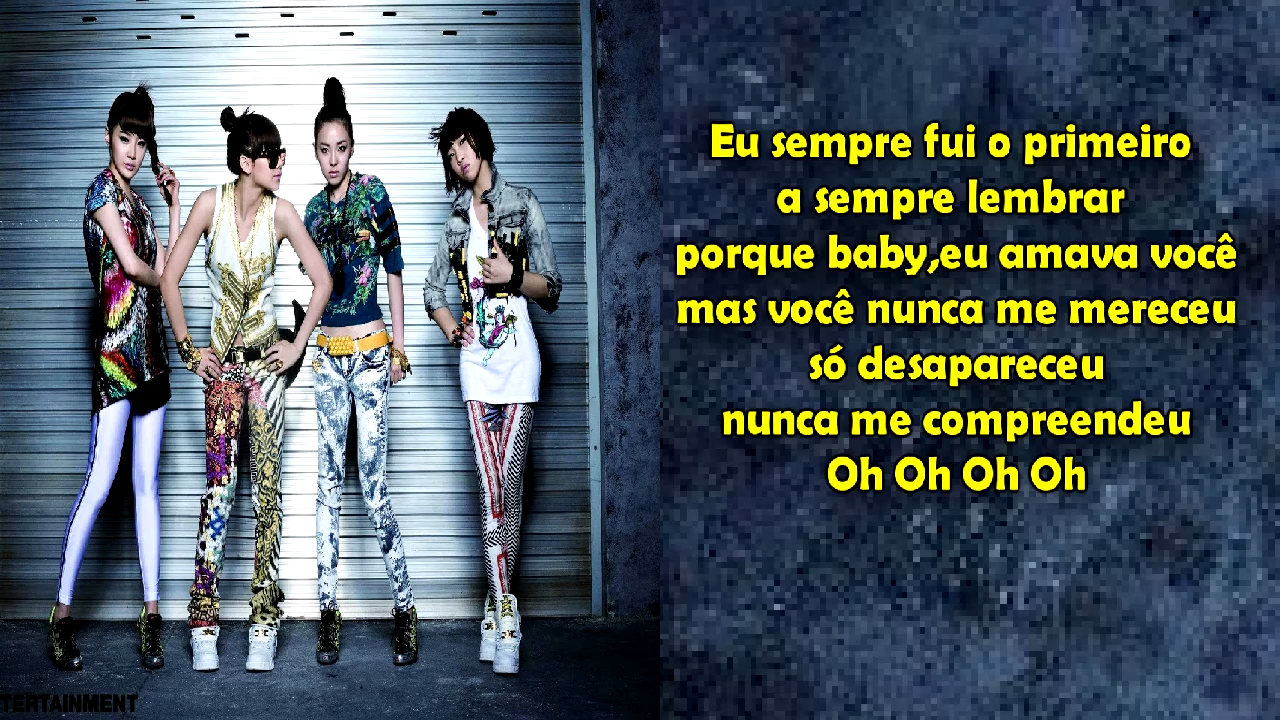 Eu sempre fui o primeiro
a sempre lembrar
porque baby,eu amava você
mas você nunca me mereceu
só desapareceu
nunca me compreendeu
Oh Oh Oh Oh
TERTAINMENT